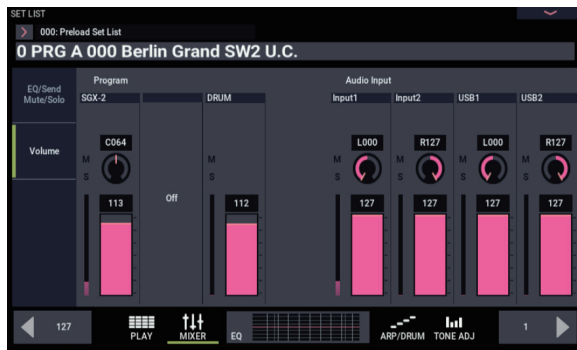 SET LIST
000: Preload Set List
0 PRG A 000 Berlin Grand SW2 U.C.
EQ/Send
Mute/Solo
Volume
Program
Audio Input
SGX-2
DRUM
Input1
Input2
USB1
USB2
C064
L000
R127
L000
R127
M
M
M
M
M
M
S
S
S
S
S
S
113
Off
112
127
127
127
127
127
PLAY
MIXER
EQ
ARP/DRUM
TONE ADJ
1